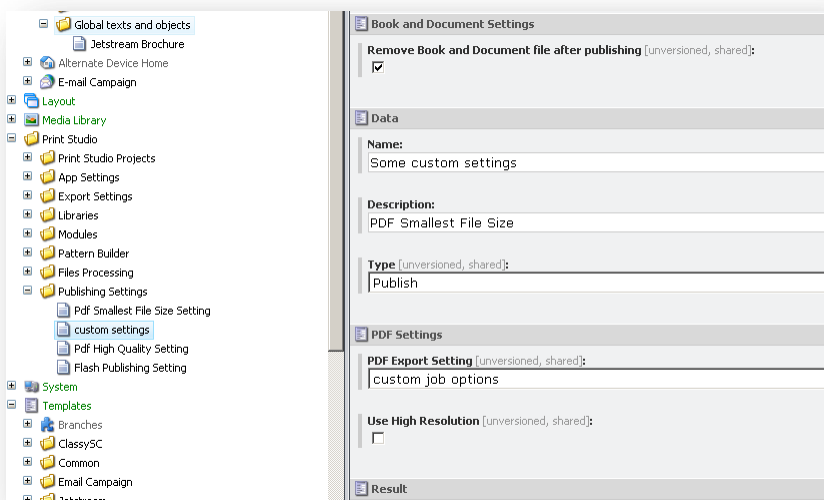 Global texts and objects
Jetstream Brochure
Alternate Device Home
E-mail Campaign
Layout
Media Library
Print Studio
Print Studio Projects
App Settings
Export Settings
Libraries
Modules
Pattern Builder
Files Processing
Publishing Settings
Pdf Smallest File Size Setting
custom settings
Pdf High Quality Setting
Flash Publishing Setting
System
Templates
Branches
ClassySC
Common
Email Campaign
Jetstream
Book and Document Settings
Remove Book and Document file after publishing [unversioned, shared]:
Data
Name:
Some custom settings
Description:
PDF Smallest File Size
Type [unversioned, shared]:
Publish
PDF Settings
PDF Export Setting [unversioned, shared]:
custom job options
Use High Resolution [unversioned, shared]:
Result